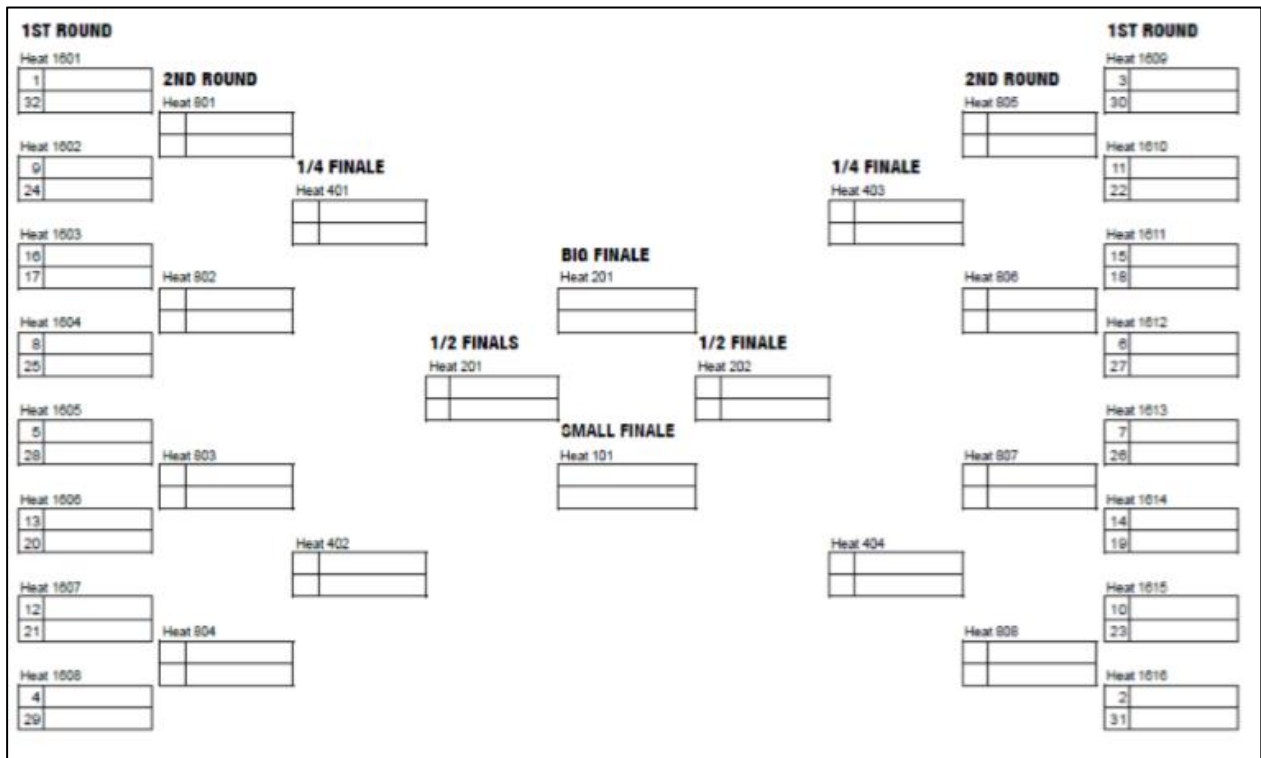 1ST ROUND
Heat 1601
1
32
Heat 1602
9
24
Heat 1603
16
17
Heat 1604
8
25
Heat 1605
5
28
Heat 1606
13
20
Heat 1607
12
21
Heat 1608
4
29
2ND ROUND
Heat 801
Heat 802
Heat 803
Heat 804
1/4 FINALE
Heat 401
Heat 402
1/2 FINALS
Heat 201
BIG FINALE
Heat 201
SMALL FINALE
Heat 101
1/2 FINALE
Heat 202
1/4 FINALE
Heat 403
Heat 404
2ND ROUND
Heat 805
Heat 806
Heat 807
Heat 808
1ST ROUND
Heat 1609
3
30
Heat 1610
11
22
Heat 1611
15
18
Heat 1612
6
27
Heat 1613
7
26
Heat 1614
14
19
Heat 1615
10
23
Heat 1616
2
31